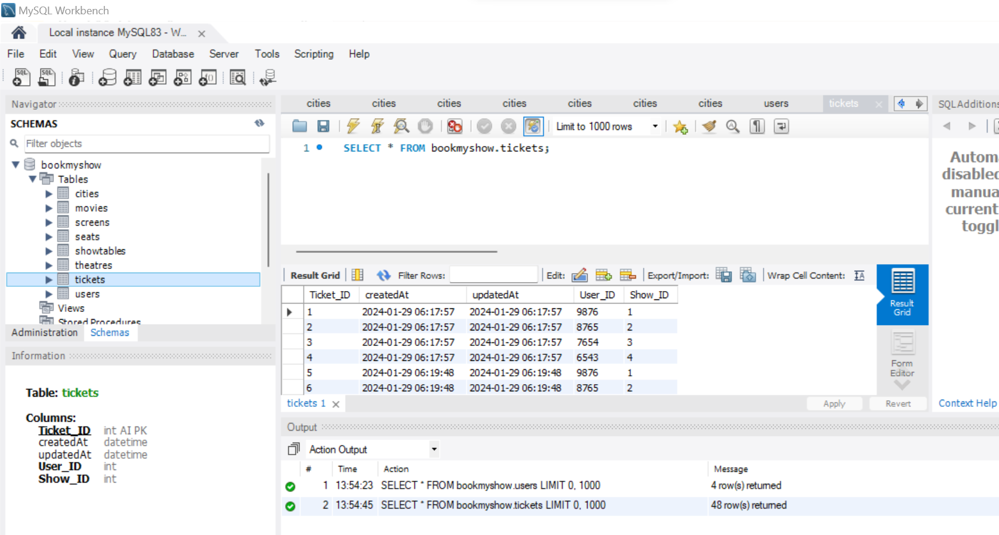 MySQL Workbench
Local instance MySQL83 - W...
File Edit View Query Database Server Tools Scripting Help
Navigator
SCHEMAS
Filter objects
bookmyshow
Tables
cities
movies
screens
seats
showtables
theatres
tickets
users
Views
Stored Procedures
Administration Schemas
Information
Table: tickets
Columns:
Ticket_ID int AI PK
createdAt datetime
updatedAt datetime
User_ID int
Show_ID int
cities cities cities cities cities cities cities users tickets
Limit to 1000 rows
1 SELECT * FROM bookmyshow.tickets;
Result Grid Filter Rows: Edit: Export/Import: Wrap Cell Content:
Ticket_ID createdAt updatedAt User_ID Show_ID
1 2024-01-29 06:17:57 2024-01-29 06:17:57 9876 1
2 2024-01-29 06:17:57 2024-01-29 06:17:57 8765 2
3 2024-01-29 06:17:57 2024-01-29 06:17:57 7654 3
4 2024-01-29 06:17:57 2024-01-29 06:17:57 6543 4
5 2024-01-29 06:19:48 2024-01-29 06:19:48 9876 1
6 2024-01-29 06:19:48 2024-01-29 06:19:48 8765 2
Result
Grid
Form
Editor
tickets 1
Apply Revert
SQLAdditions
Autom
disabled
manua
current
toggl
Context Help
Output
Action Output
# Time Action Message
1 13:54:23 SELECT * FROM bookmyshow.users LIMIT 0, 1000 4 row(s) returned
2 13:54:45 SELECT * FROM bookmyshow.tickets LIMIT 0, 1000 48 row(s) returned